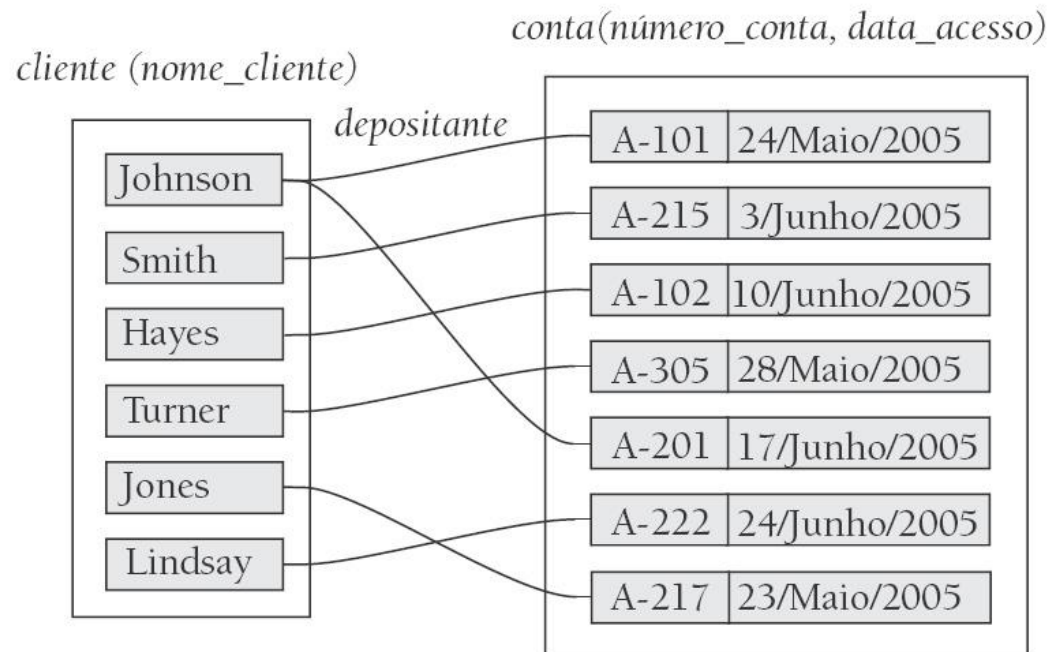 conta(número_conta, data_acesso)
cliente (nome_cliente)
depositante
Johnson
Smith
Hayes
Turner
Jones
Lindsay
A-101 24/Maio/2005
A-215 3/Junho/2005
A-102 10/Junho/2005
A-305 28/Maio/2005
A-201 17/Junho/2005
A-222 24/Junho/2005
A-217 23/Maio/2005